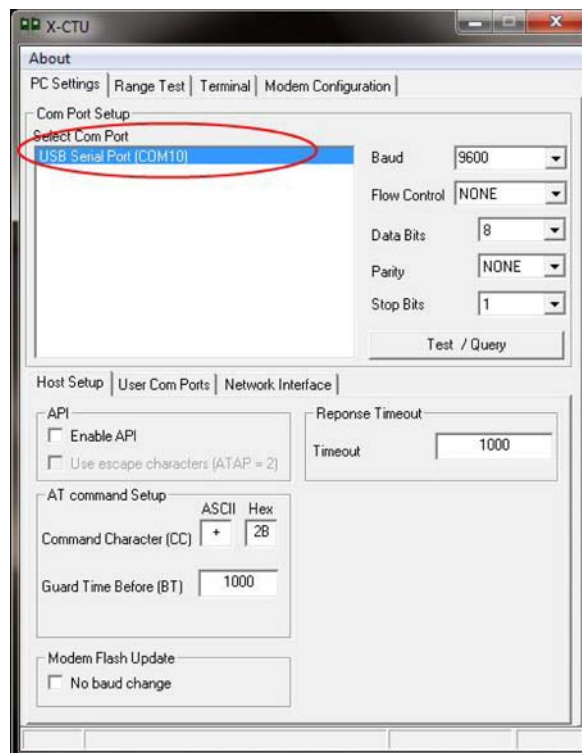 X-CTU
About
PC Settings Range Test Terminal Modem Configuration
Com Port Setup
Select Com Port
USB Serial Port (COM10)
Baud 9600
Flow Control NONE
Data Bits 8
Parity NONE
Stop Bits 1
Test / Query
Host Setup User Com Ports Network Interface
API
Enable API
Use escape characters (ATAP = 2)
Reponse Timeout
Timeout 1000
AT command Setup
ASCII Hex
Command Character (CC) + 2B
Guard Time Before (BT) 1000
Modem Flash Update
No baud change